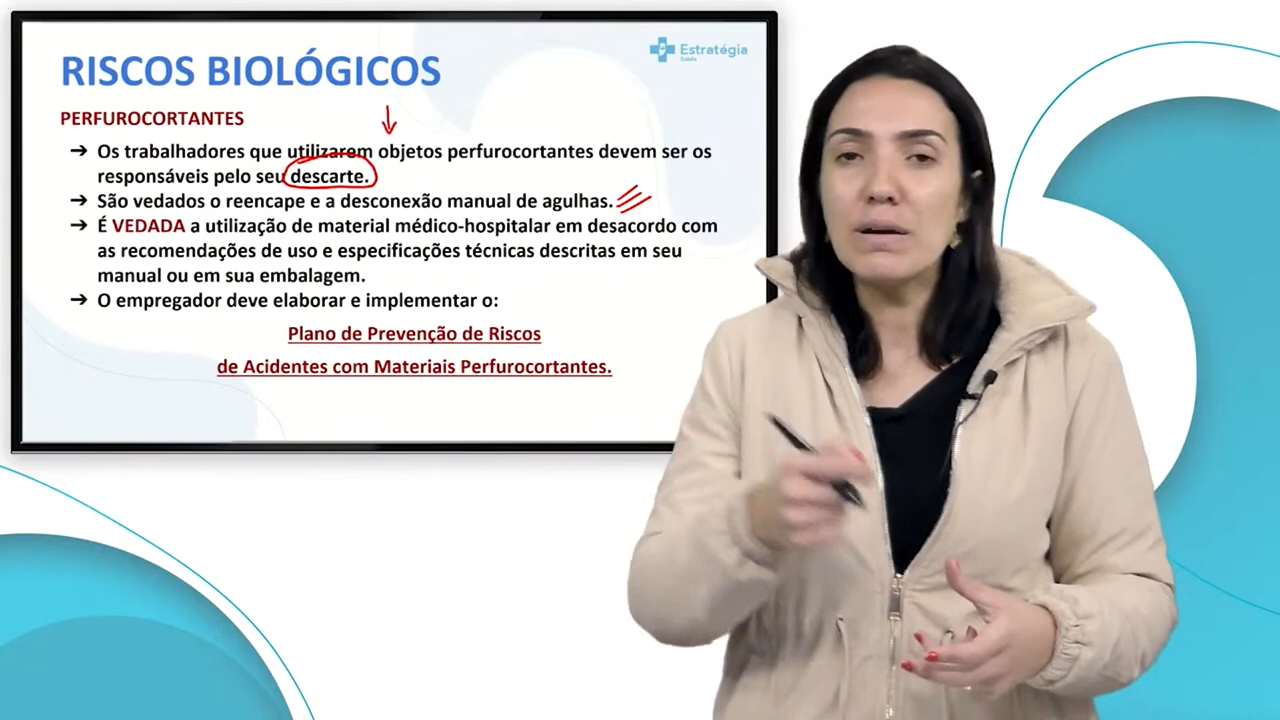 RISCOS BIOLÓGICOS
Estratégia
Saúde
PERFUROCORTANTES
➔ Os trabalhadores que utilizarem objetos perfurocortantes devem ser os
responsáveis pelo seu descarte.
➔ São vedados o reencape e a desconexão manual de agulhas.
➔ É VEDADA a utilização de material médico-hospitalar em desacordo com
as recomendações de uso e especificações técnicas descritas em seu
manual ou em sua embalagem.
➔ O empregador deve elaborar e implementar o:
Plano de Prevenção de Riscos
de Acidentes com Materiais Perfurocortantes.